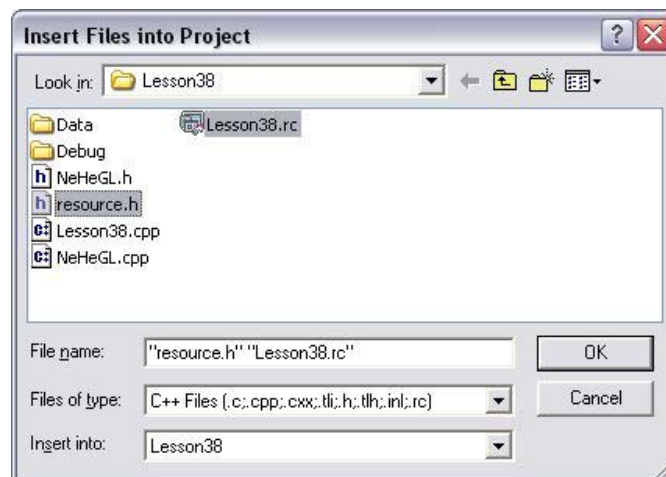 Insert Files into Project
Look in: Lesson38
Data
Debug
NeHeGL.h
resource.h
Lesson38.cpp
NeHeGL.cpp
Lesson38.rc
File name: "resource.h" "Lesson38.rc" OK
Files of type: C++ Files (.c;.cpp;.cxx;.tli;.h;.tlh;.inl;.rc) Cancel
Insert into: Lesson38